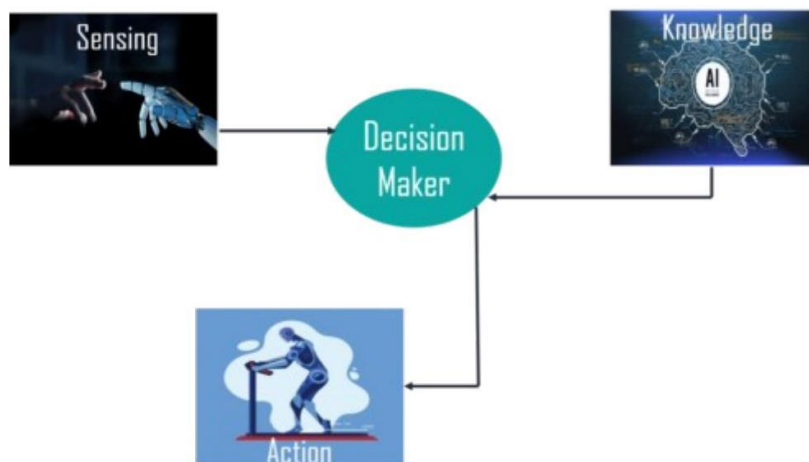 Sensing
Knowledge
AI
Decision
Maker
Action